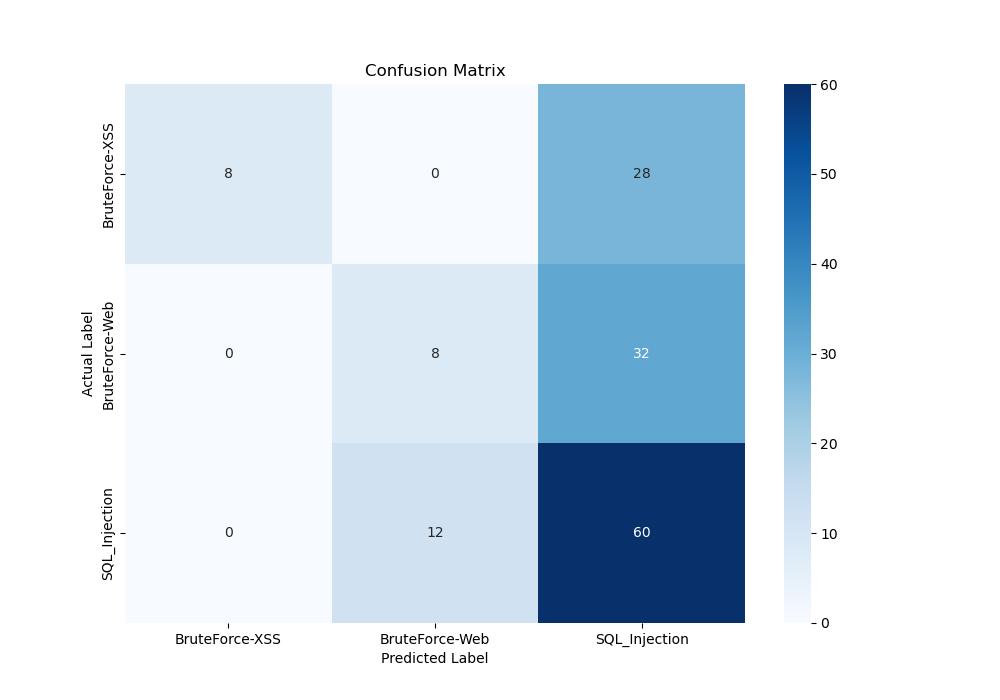 Confusion Matrix
Actual Label
BruteForce-XSS
8
0
28
BruteForce-Web
0
8
32
SQL_Injection
0
12
60
BruteForce-XSS
BruteForce-Web
SQL_Injection
Predicted Label
60
50
40
30
20
10
0